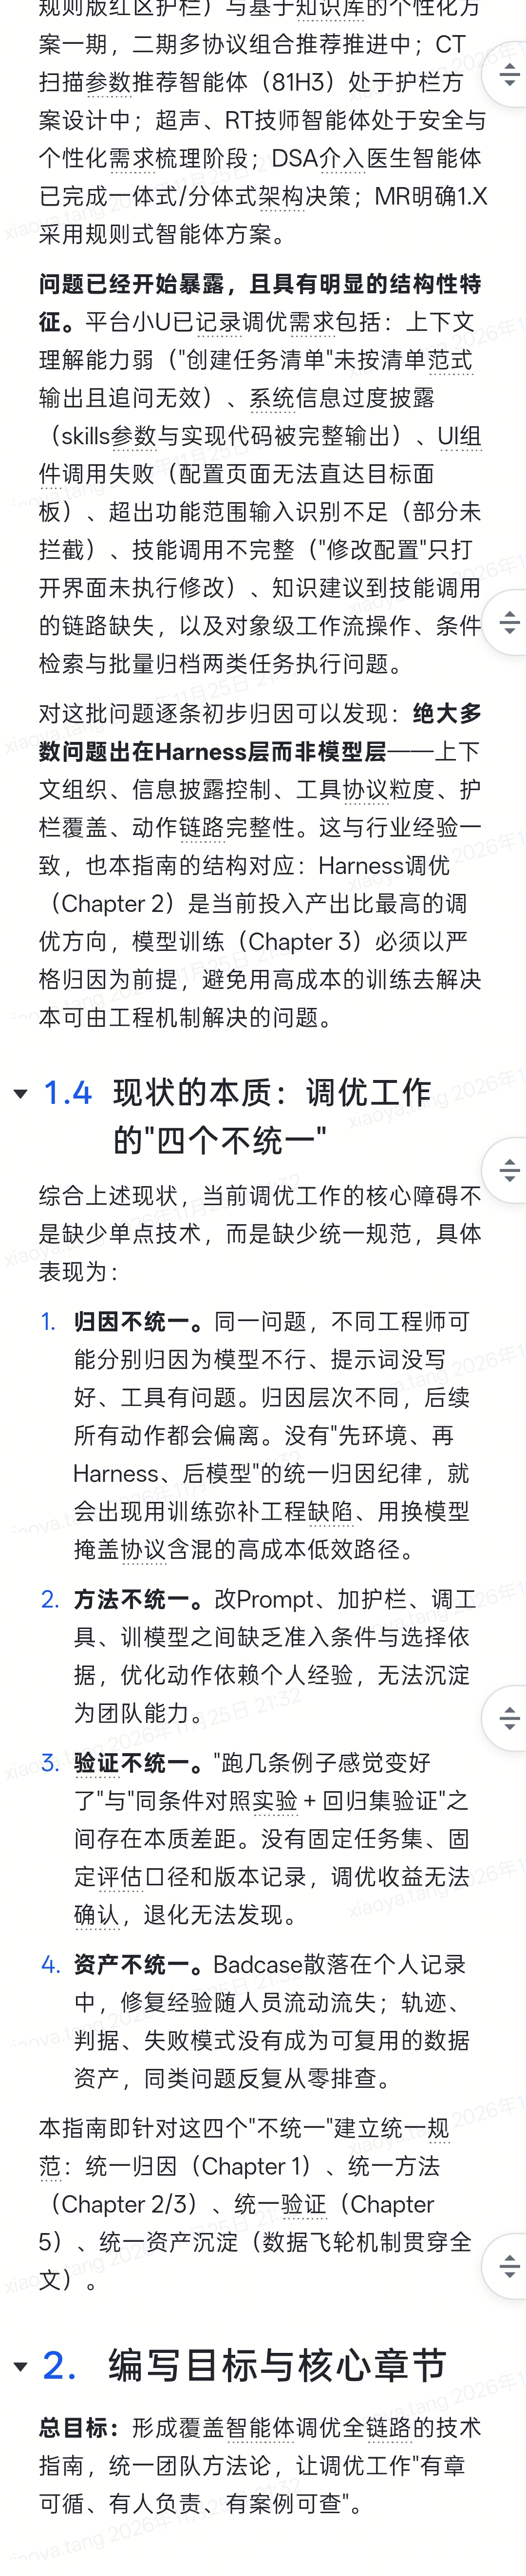 规则版红区护栏）与基于知识库的个性化方
案一期，二期多协议组合推荐推进中；CT
扫描参数推荐智能体（81H3）处于护栏方
案设计中；超声、RT技师智能体处于安全与
个性化需求梳理阶段；DSA介入医生智能体
已完成一体式/分体式架构决策；MR明确1.X
采用规则式智能体方案。
问题已经开始暴露，且具有明显的结构性特
征。平台小U已记录调优需求包括：上下文
理解能力弱（"创建任务清单"未按清单范式
输出且追问无效）、系统信息过度披露
（skills参数与实现代码被完整输出）、UI组
件调用失败（配置页面无法直达目标面
板）、超出功能范围输入识别不足（部分未
拦截）、技能调用不完整（"修改配置"只打
开界面未执行修改）、知识建议到技能调用
的链路缺失，以及对象级工作流操作、条件
检索与批量归档两类任务执行问题。
对这批问题逐条初步归因可以发现：绝大多
数问题出在Harness层而非模型层——上下
文组织、信息披露控制、工具协议粒度、护
栏覆盖、动作链路完整性。这与行业经验一
致，也本指南的结构对应：Harness调优
（Chapter 2）是当前投入产出比最高的调
优方向，模型训练（Chapter 3）必须以严
格归因为前提，避免用高成本的训练去解决
本可由工程机制解决的问题。
1.4 现状的本质：调优工作
的"四个不统一"
综合上述现状，当前调优工作的核心障碍不
是缺少单点技术，而是缺少统一规范，具体
表现为：
1. 归因不统一。同一问题，不同工程师可
能分别归因为模型不行、提示词没写
好、工具有问题。归因层次不同，后续
所有动作都会偏离。没有"先环境、再
Harness、后模型"的统一归因纪律，就
会出现用训练弥补工程缺陷、用换模型
掩盖协议含混的高成本低效路径。
2. 方法不统一。改Prompt、加护栏、调工
具、训模型之间缺乏准入条件与选择依
据，优化动作依赖个人经验，无法沉淀
为团队能力。
3. 验证不统一。"跑几条例子感觉变好
了"与"同条件对照实验 + 回归集验证"之
间存在本质差距。没有固定任务集、固
定评估口径和版本记录，调优收益无法
确认，退化无法发现。
4. 资产不统一。Badcase散落在个人记录
中，修复经验随人员流动流失；轨迹、
判据、失败模式没有成为可复用的数据
资产，同类问题反复从零排查。
本指南即针对这四个"不统一"建立统一规
范：统一归因（Chapter 1）、统一方法
（Chapter 2/3）、统一验证（Chapter
5）、统一资产沉淀（数据飞轮机制贯穿全
文）。
2. 编写目标与核心章节
总目标：形成覆盖智能体调优全链路的技术
指南，统一团队方法论，让调优工作"有章
可循、有人负责、有案例可查"。
xiaoya.tang 2026年11月25日 21:32